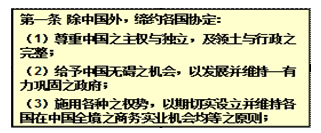 第一条 除中国外，缔约各国协定：
（1）尊重中国之主权与独立，及领土与行政之
完整；
（2）给予中国无碍之机会，以发展并维持一有
力巩固之政府；
（3）施用各种之权势，以期切实设立并维持各
国在中国全境之商务实业机会均等之原则；